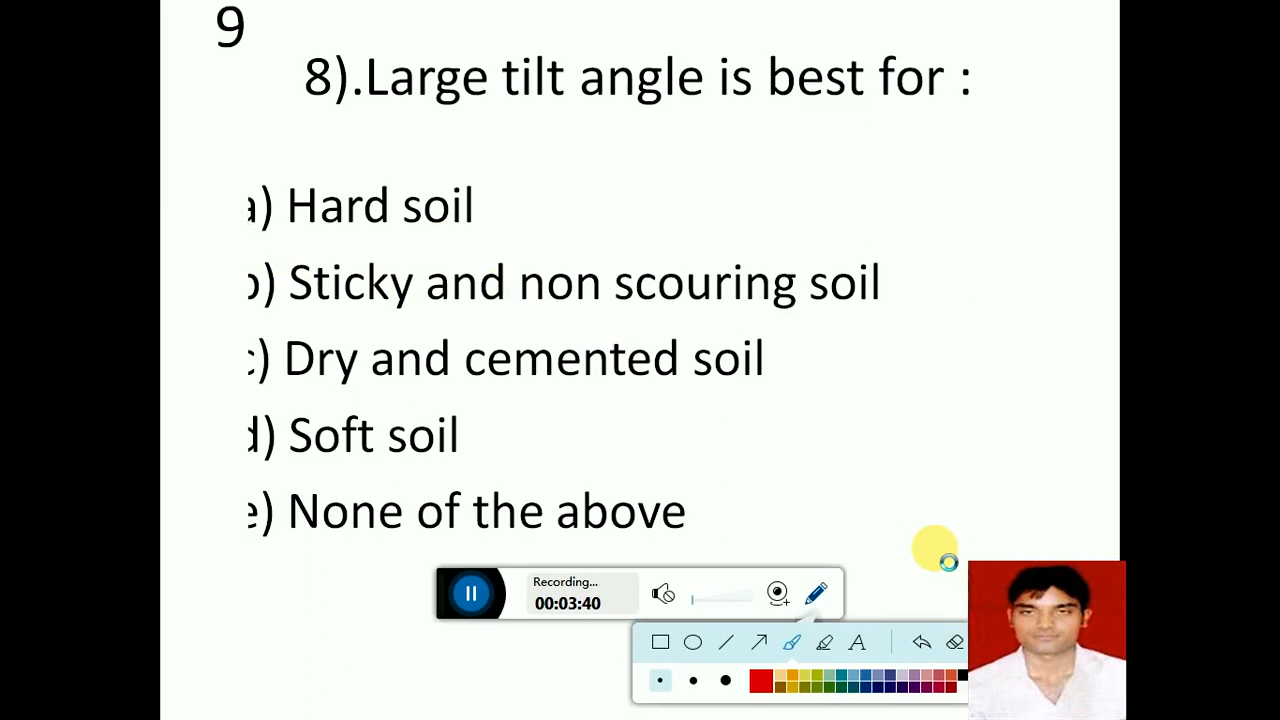 9
8).Large tilt angle is best for :
a) Hard soil
b) Sticky and non scouring soil
c) Dry and cemented soil
d) Soft soil
e) None of the above
Recording...
00:03:40
A